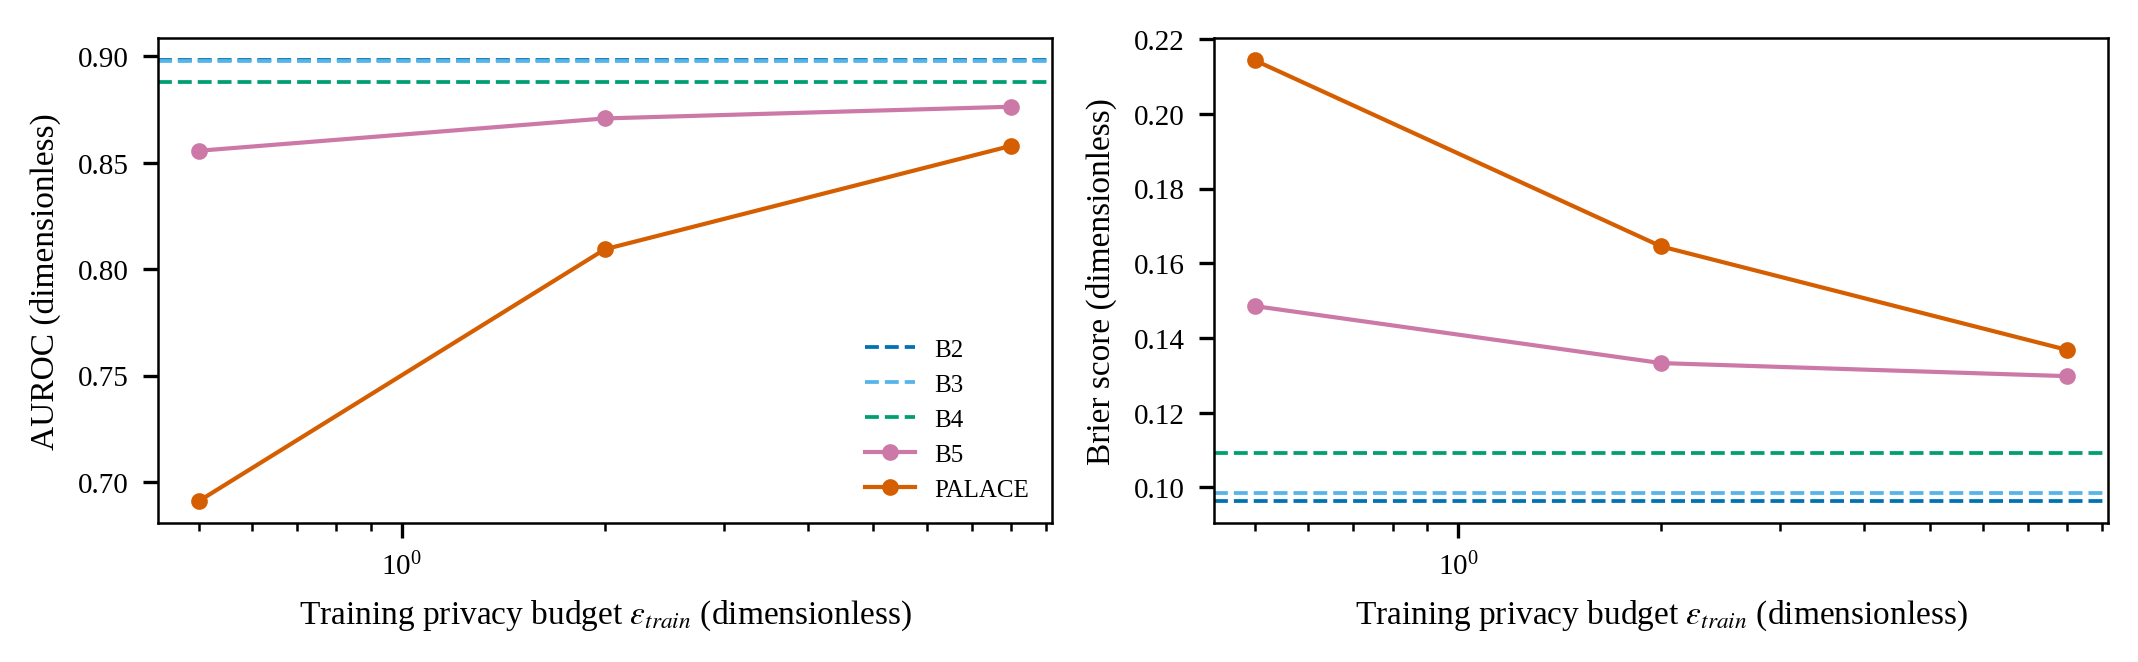 0.90
0.85
0.80
0.75
0.70
AUROC (dimensionless)
B2
B3
B4
B5
PALACE
10⁰
Training privacy budget ε_train (dimensionless)
0.22
0.20
0.18
0.16
0.14
0.12
0.10
Brier score (dimensionless)
10⁰
Training privacy budget ε_train (dimensionless)